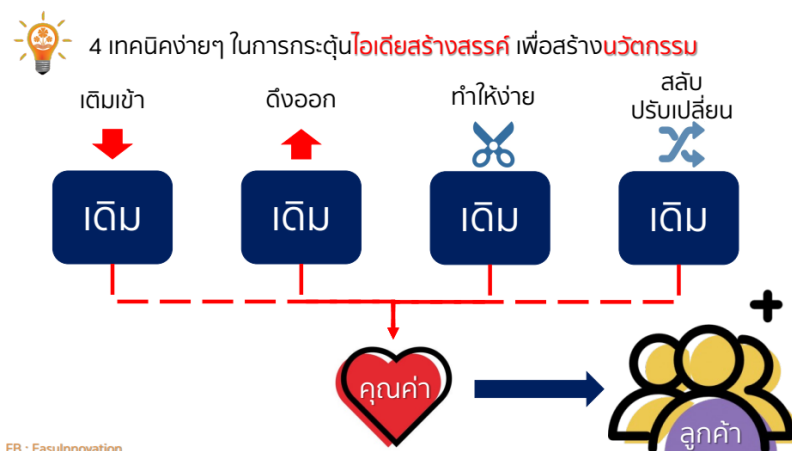 4 เทคนิคง่ายๆ ในการกระตุ้นไอเดียสร้างสรรค์ เพื่อสร้างนวัตกรรม
เติมเข้า
ดึงออก
ทำให้ง่าย
สลับ
ปรับเปลี่ยน
เดิม
เดิม
เดิม
เดิม
คุณค่า
ลูกค้า
FB : EasyInnovation